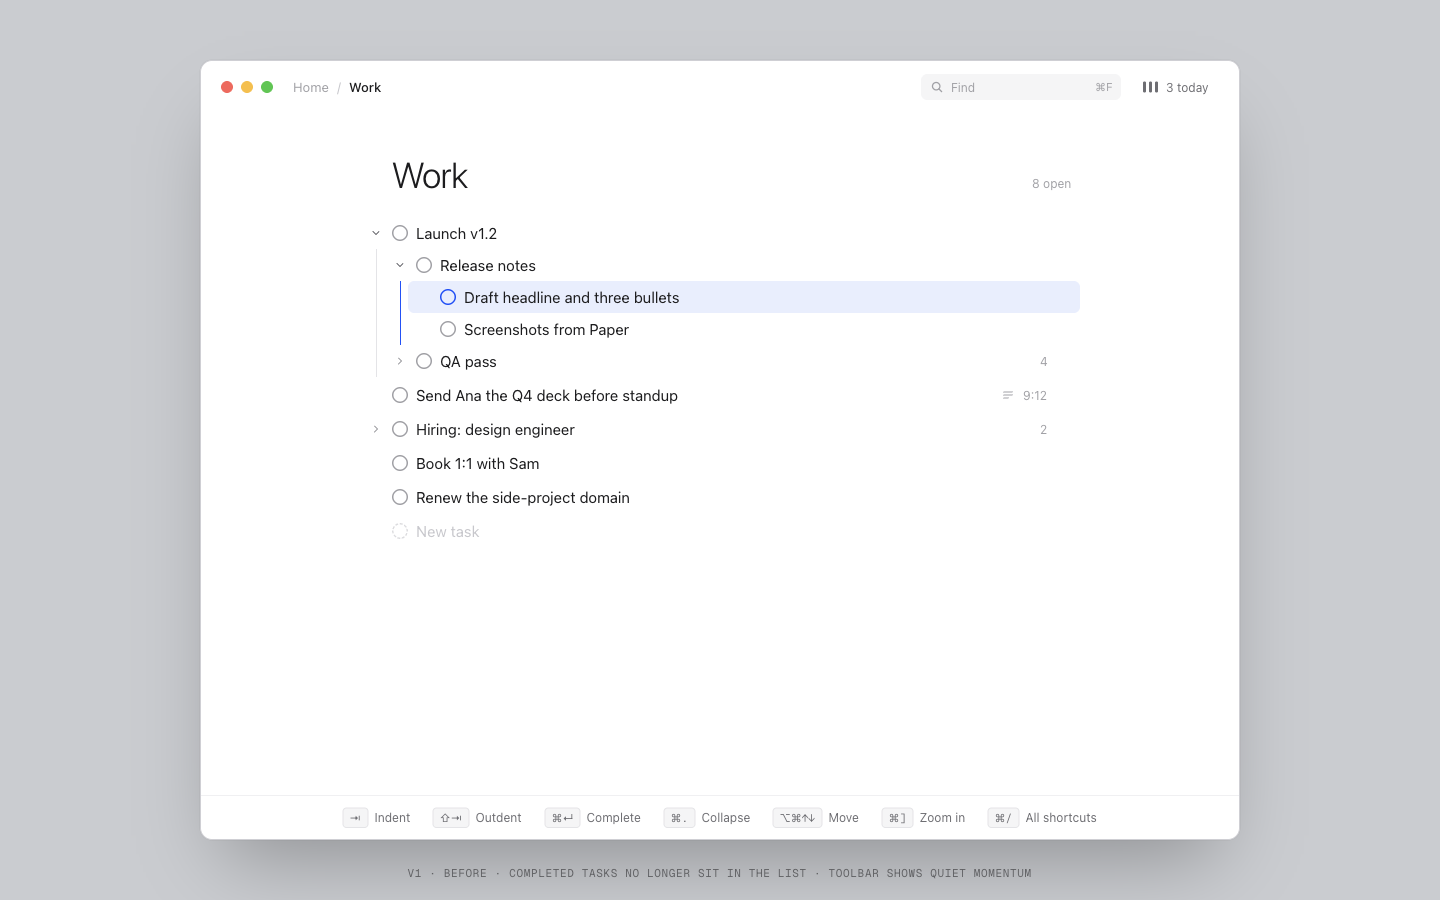 Home / Work
Find ⌘F
3 today
Work
8 open
Launch v1.2
Release notes
Draft headline and three bullets
Screenshots from Paper
QA pass 4
Send Ana the Q4 deck before standup 9:12
Hiring: design engineer 2
Book 1:1 with Sam
Renew the side-project domain
New task
⇥ Indent ⇧⇥ Outdent ⌘↩ Complete ⌘. Collapse ⌥⌘↑↓ Move ⌘] Zoom in ⌘/ All shortcuts
V1 · BEFORE · COMPLETED TASKS NO LONGER SIT IN THE LIST · TOOLBAR SHOWS QUIET MOMENTUM